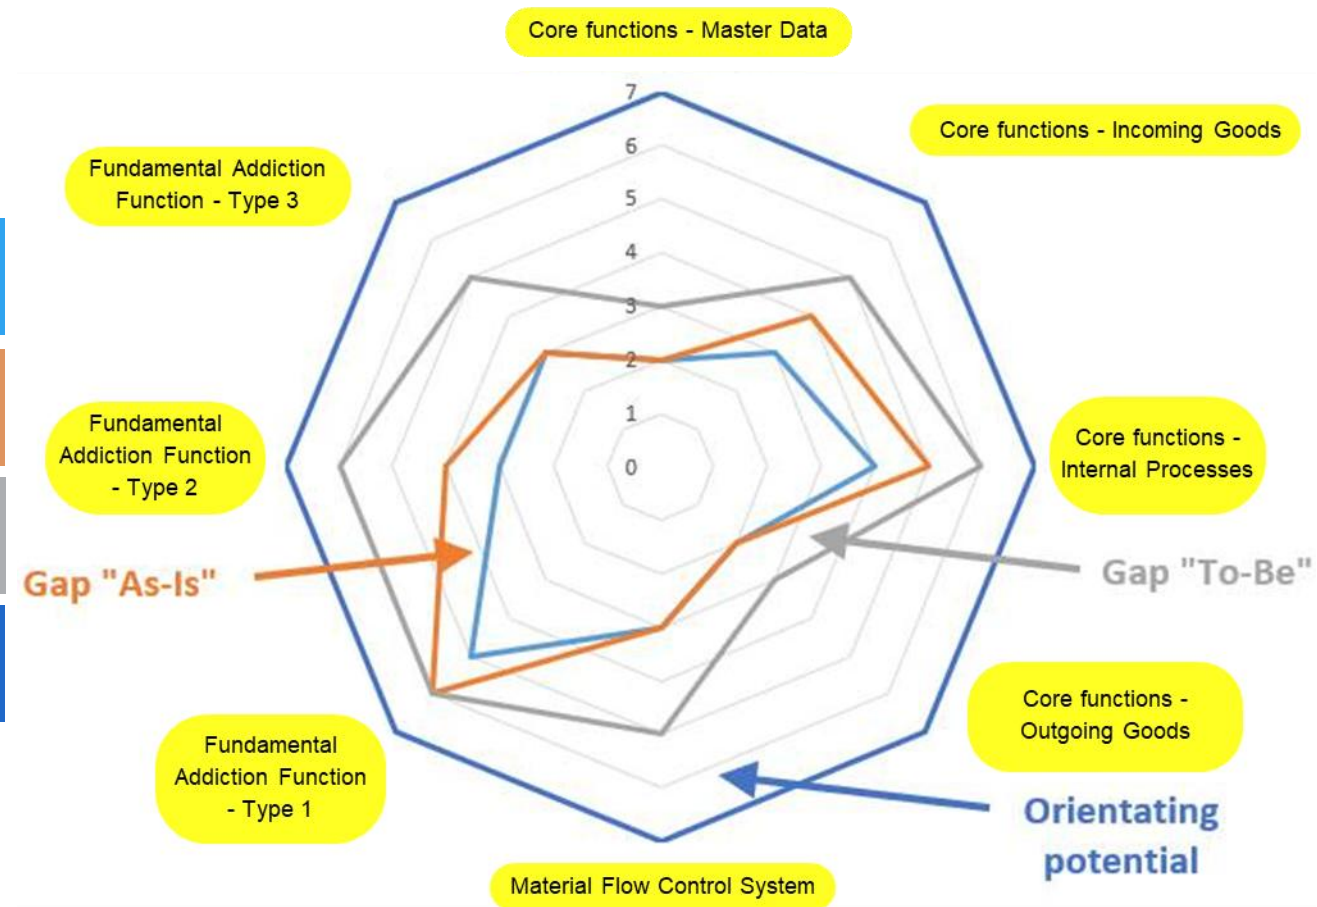 Core functions - Master Data
Core functions - Incoming Goods
Fundamental Addiction
Function - Type 3
7
6
5
4
3
2
1
0
Fundamental
Addiction Function
- Type 2
Core functions -
Internal Processes
Gap "As-Is"
Gap "To-Be"
Core functions -
Outgoing Goods
Fundamental
Addiction Function
- Type 1
Orientating
potential
Material Flow Control System